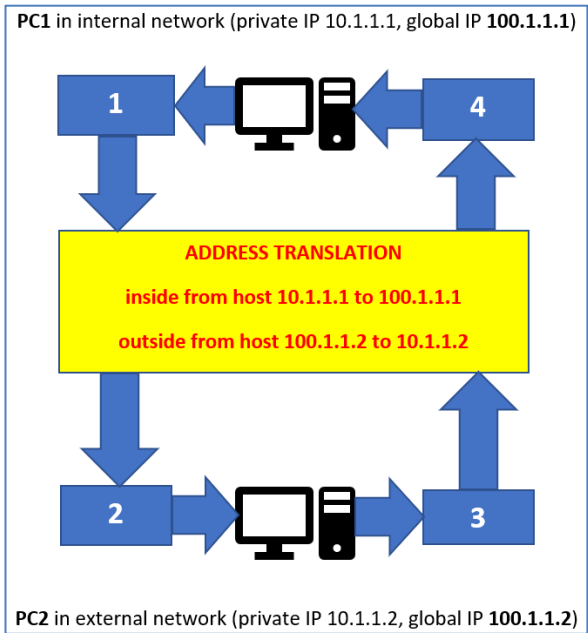 PC1 in internal network (private IP 10.1.1.1, global IP 100.1.1.1)
1
4
ADDRESS TRANSLATION
inside from host 10.1.1.1 to 100.1.1.1
outside from host 100.1.1.2 to 10.1.1.2
2
3
PC2 in external network (private IP 10.1.1.2, global IP 100.1.1.2)